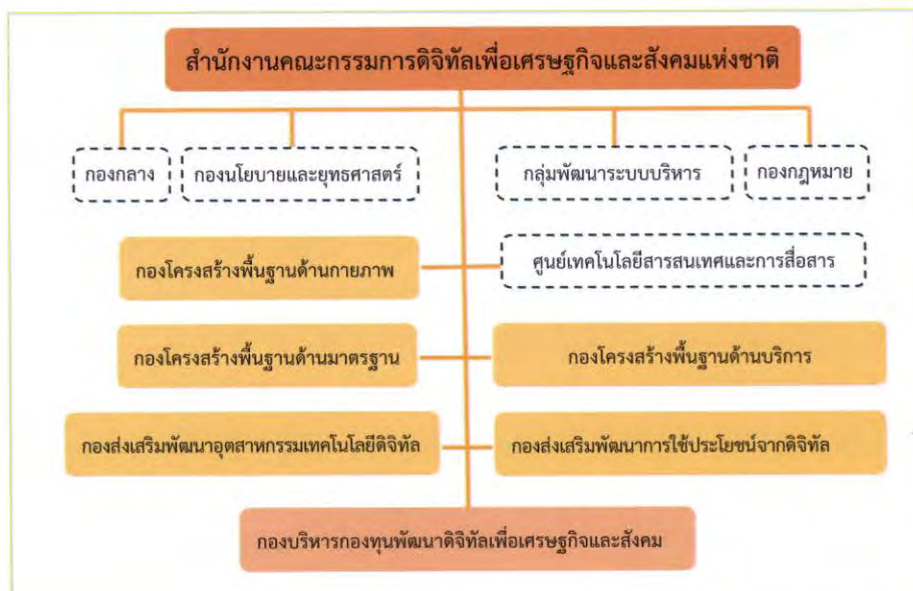 สำนักงานคณะกรรมการดิจิทัลเพื่อเศรษฐกิจและสังคมแห่งชาติ
กองกลาง
กองนโยบายและยุทธศาสตร์
กลุ่มพัฒนาระบบบริหาร
กองกฎหมาย
กองโครงสร้างพื้นฐานด้านกายภาพ
ศูนย์เทคโนโลยีสารสนเทศและการสื่อสาร
กองโครงสร้างพื้นฐานด้านมาตรฐาน
กองโครงสร้างพื้นฐานด้านบริการ
กองส่งเสริมพัฒนาอุตสาหกรรมเทคโนโลยีดิจิทัล
กองส่งเสริมพัฒนาการใช้ประโยชน์จากดิจิทัล
กองบริหารกองทุนพัฒนาดิจิทัลเพื่อเศรษฐกิจและสังคม